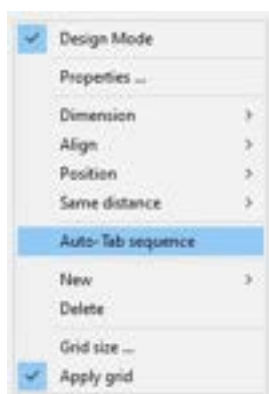 Design Mode
Properties ...
Dimension
Align
Position
Same distance
Auto-Tab sequence
New
Delete
Grid size ...
Apply grid